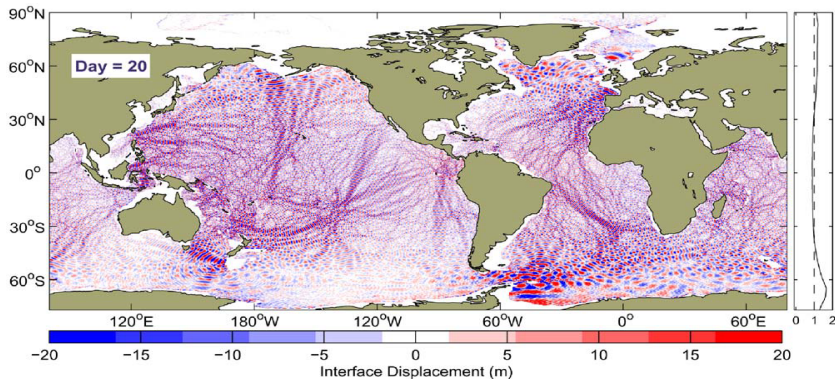 90°N
60°N
30°N
0°
30°S
60°S
Day = 20
120°E 180°W 120°W 60°W 0° 60°E
0 1 2
−20 −15 −10 −5 0 5 10 15 20
Interface Displacement (m)